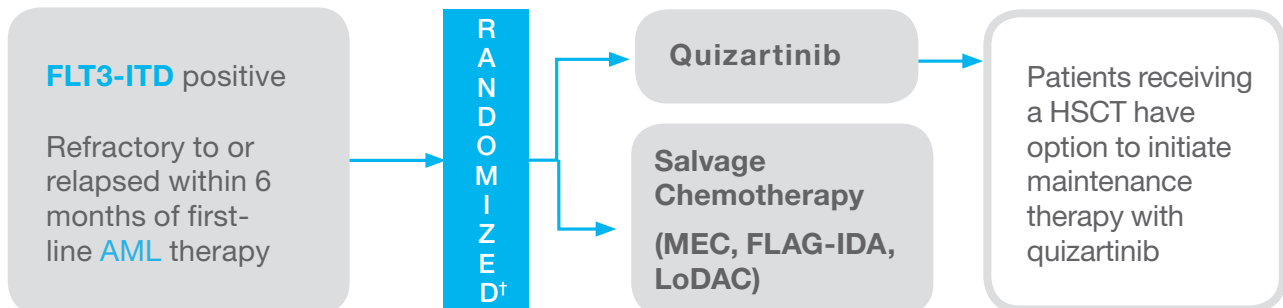 FLT3-ITD positive
Refractory to or
relapsed within 6
months of first-
line AML therapy
R
A
N
D
O
M
I
Z
E
D†
Quizartinib
Salvage
Chemotherapy
(MEC, FLAG-IDA,
LoDAC)
Patients receiving
a HSCT have
option to initiate
maintenance
therapy with
quizartinib